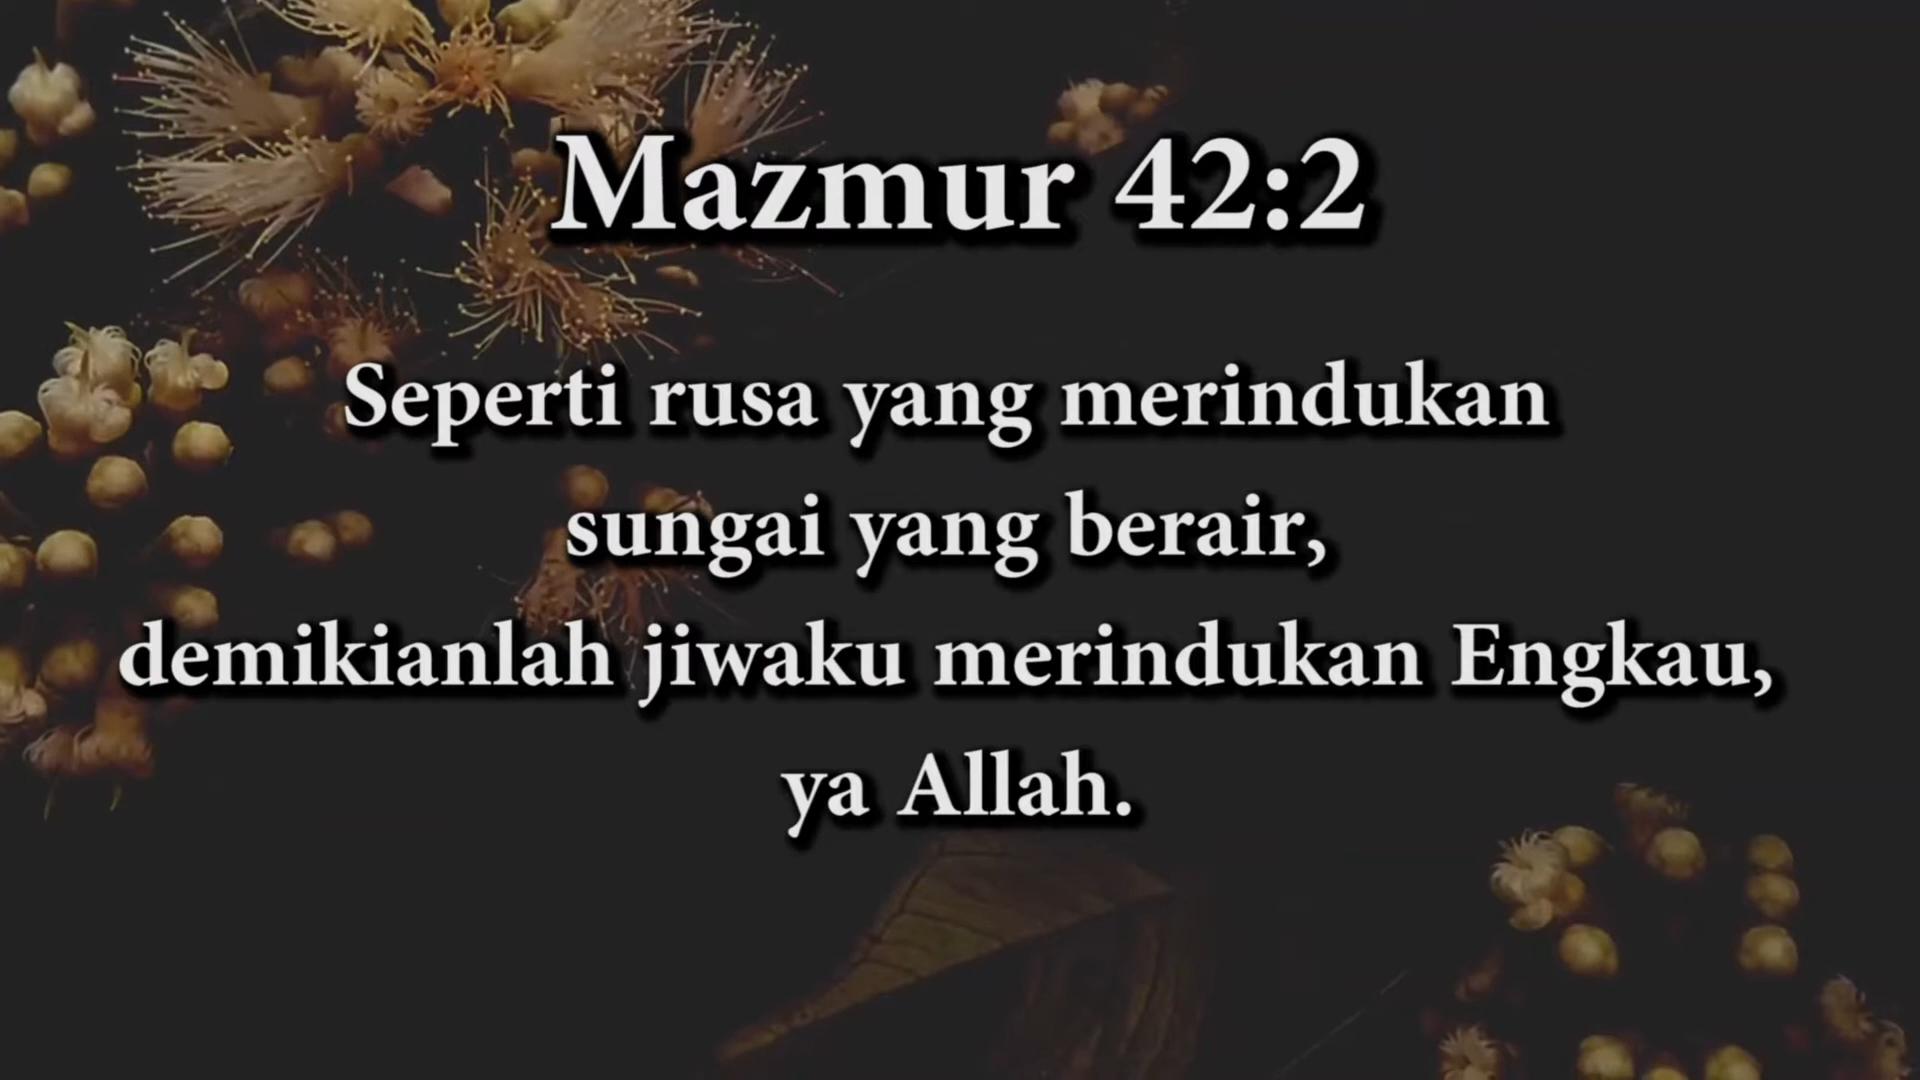 Mazmur 42:2
Seperti rusa yang merindukan
sungai yang berair,
demikianlah jiwaku merindukan Engkau,
ya Allah.